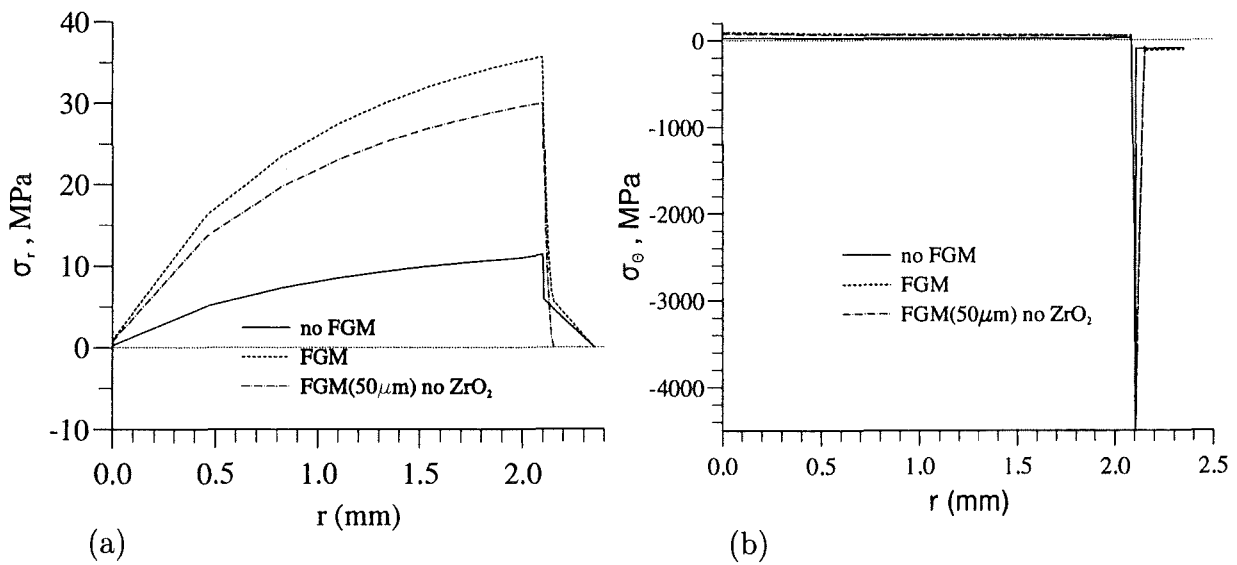 40
30
20
10
0
-10
σr, MPa
no FGM
FGM
FGM(50μm) no ZrO₂
0.0 0.5 1.0 1.5 2.0
r (mm)
(a)
0
-1000
-2000
-3000
-4000
σθ, MPa
no FGM
FGM
FGM(50μm) no ZrO₂
0.0 0.5 1.0 1.5 2.0 2.5
r (mm)
(b)